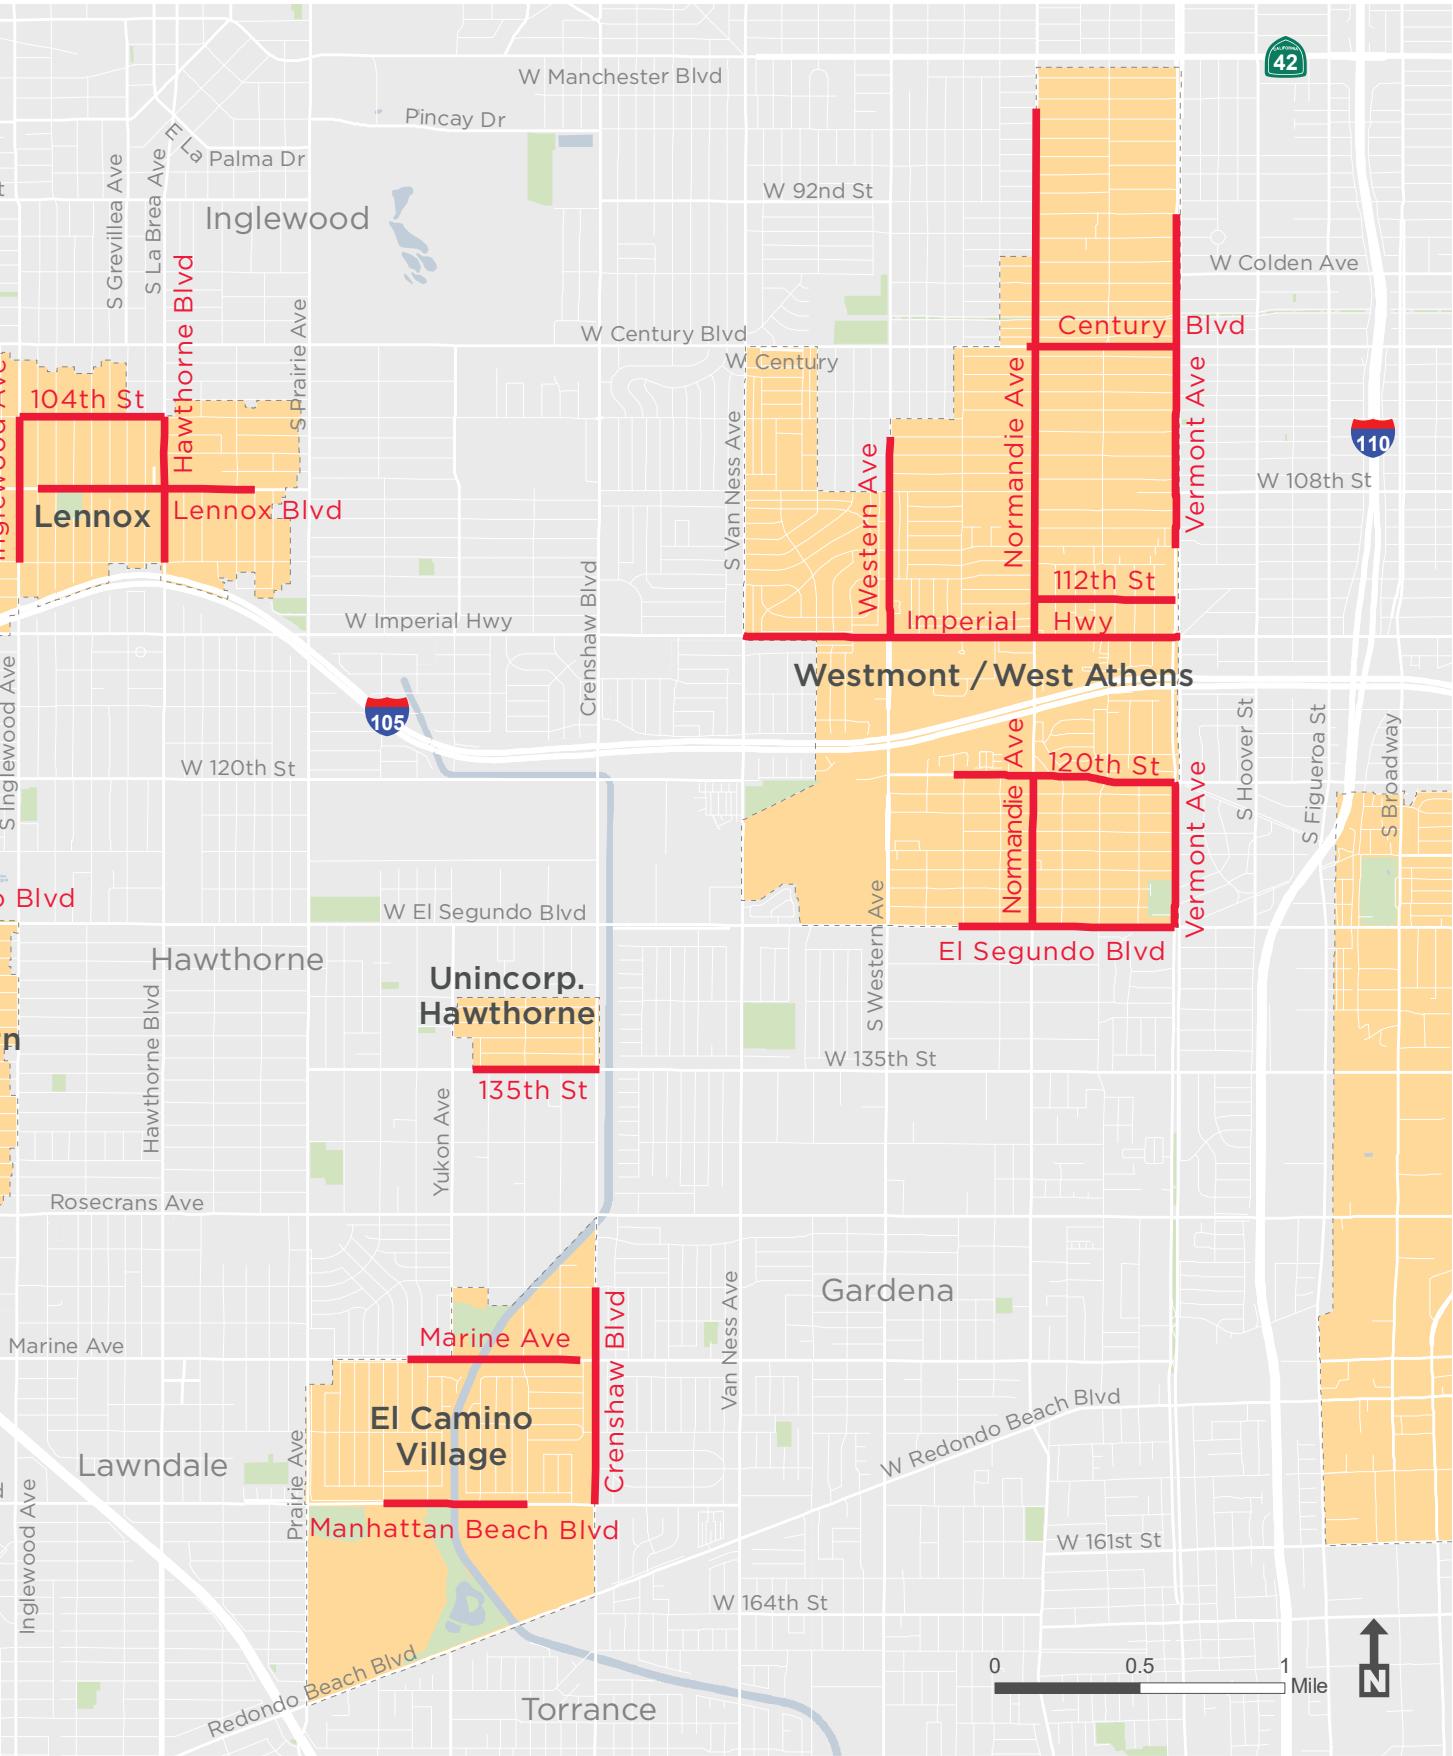 42
W Manchester Blvd
Pincay Dr
E La
Palma Dr
S Grevillea Ave
S La Brea Ave
W 92nd St
Inglewood
Hawthorne Blvd
W Colden Ave
S Prairie Ave
Century Blvd
W Century Blvd
W Century
104th St
Normandie Ave
Vermont Ave
S Van Ness Ave
Western Ave
110
W 108th St
Lennox
Lennox Blvd
112th St
Crenshaw Blvd
W Imperial Hwy
Imperial Hwy
Westmont / West Athens
S Inglewood Ave
105
S Hoover St
S Figueroa St
S Broadway
W 120th St
120th St
Normandie Ave
Vermont Ave
Blvd
W El Segundo Blvd
S Western Ave
El Segundo Blvd
Hawthorne
Unincorp.
Hawthorne
Hawthorne Blvd
W 135th St
135th St
Yukon Ave
Rosecrans Ave
Gardena
Van Ness Ave
Crenshaw Blvd
Marine Ave
Marine Ave
El Camino
Village
W Redondo Beach Blvd
Lawndale
Prairie Ave
Inglewood Ave
Manhattan Beach Blvd
W 161st St
W 164th St
Redondo Beach Blvd
Torrance
0 0.5 1
Mile
N